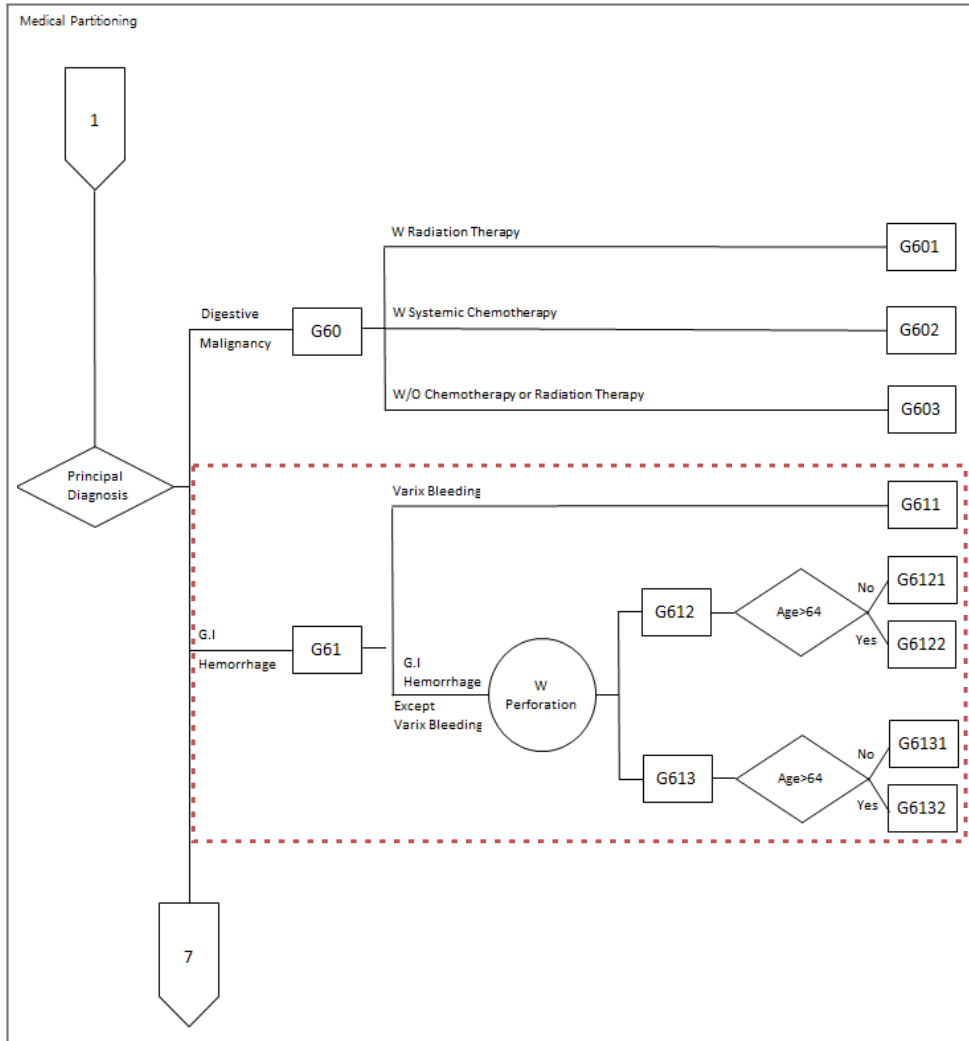 Medical Partitioning
1
W Radiation Therapy
G601
Digestive
Malignancy
G60
W Systemic Chemotherapy
G602
W/O Chemotherapy or Radiation Therapy
G603
Principal
Diagnosis
Varix Bleeding
G611
G.I
Hemorrhage
G61
G.I
Hemorrhage
Except
Varix Bleeding
W
Perforation
G612
Age>64
No
G6121
Yes
G6122
G613
Age>64
No
G6131
Yes
G6132
7